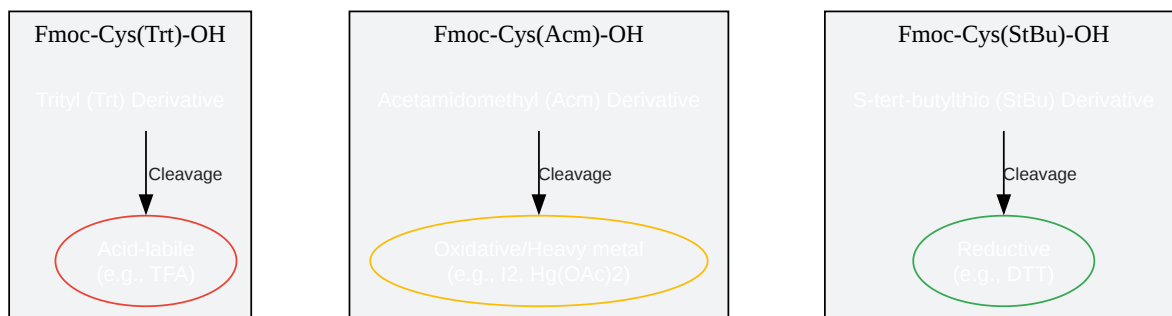 Fmoc-Cys(Trt)-OH
Trityl (Trt) Derivative
Cleavage
Acid-labile
(e.g., TFA)
Fmoc-Cys(Acm)-OH
Acetamidomethyl (Acm) Derivative
Cleavage
Oxidative/Heavy metal
(e.g., I2, Hg(OAc)2)
Fmoc-Cys(StBu)-OH
S-tert-butylthio (StBu) Derivative
Cleavage
Reductive
(e.g., DTT)